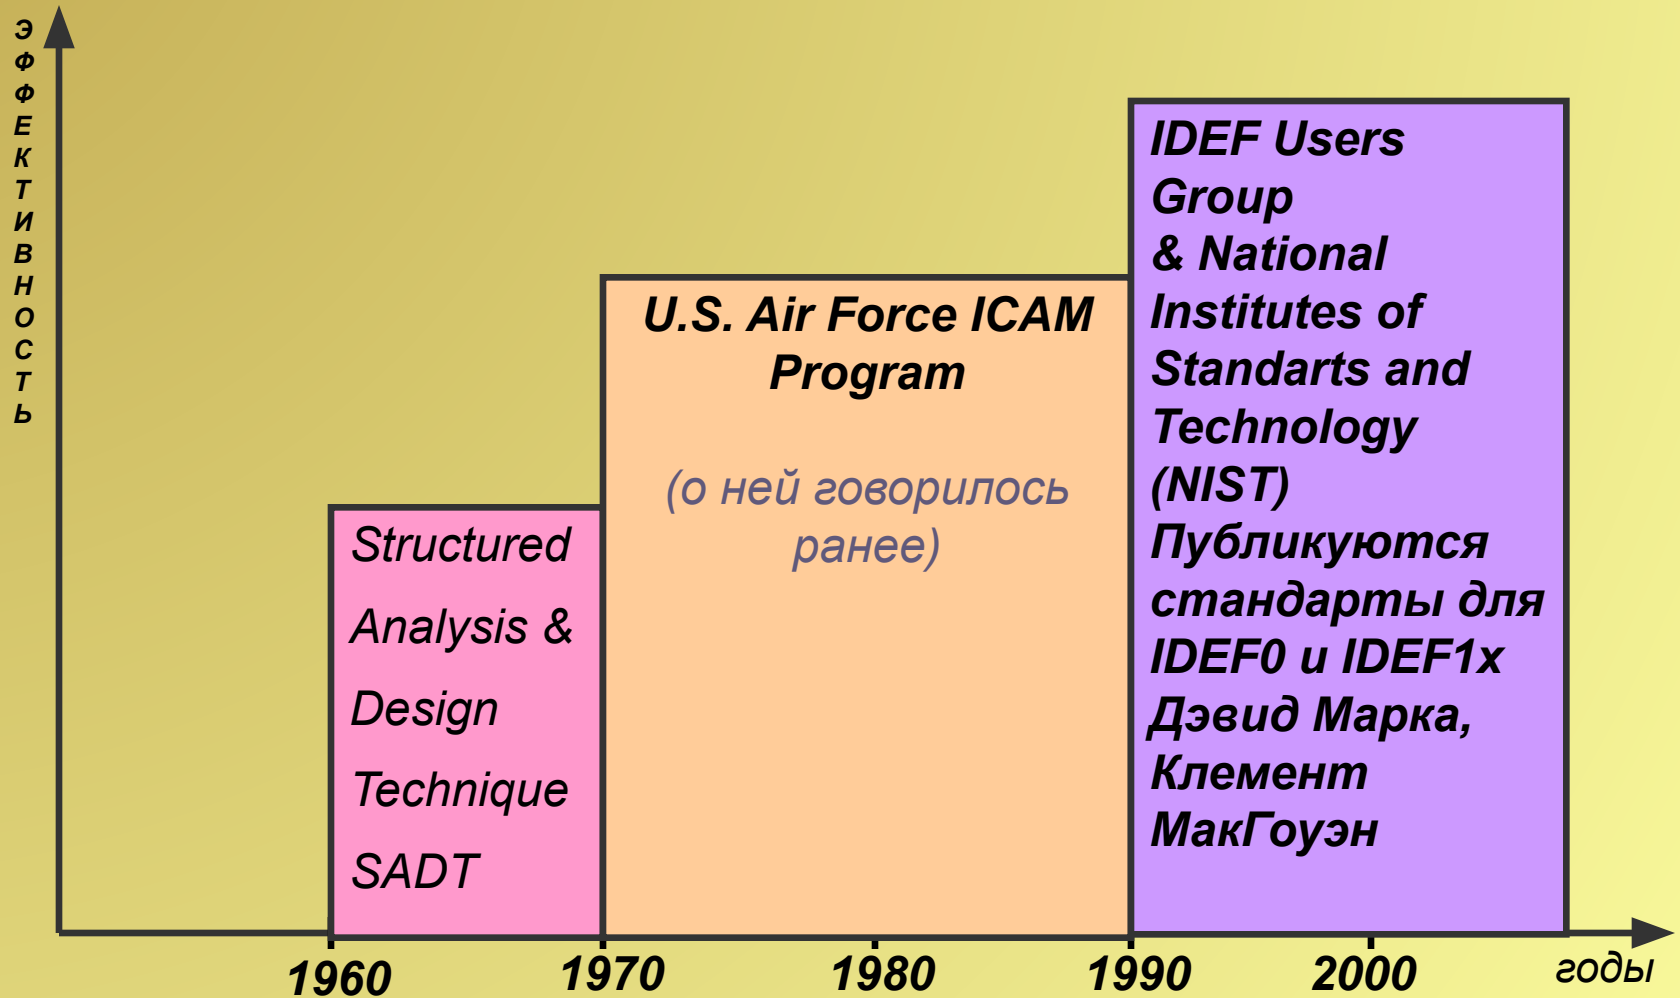 ЭФФЕКТИВНОСТЬ
Structured
Analysis &
Design
Technique
SADT
U.S. Air Force ICAM
Program
(о ней говорилось
ранее)
IDEF Users
Group
& National
Institutes of
Standarts and
Technology
(NIST)
Публикуются
стандарты для
IDEF0 и IDEF1x
Дэвид Марка,
Клемент
МакГоуэн
1960 1970 1980 1990 2000 годы